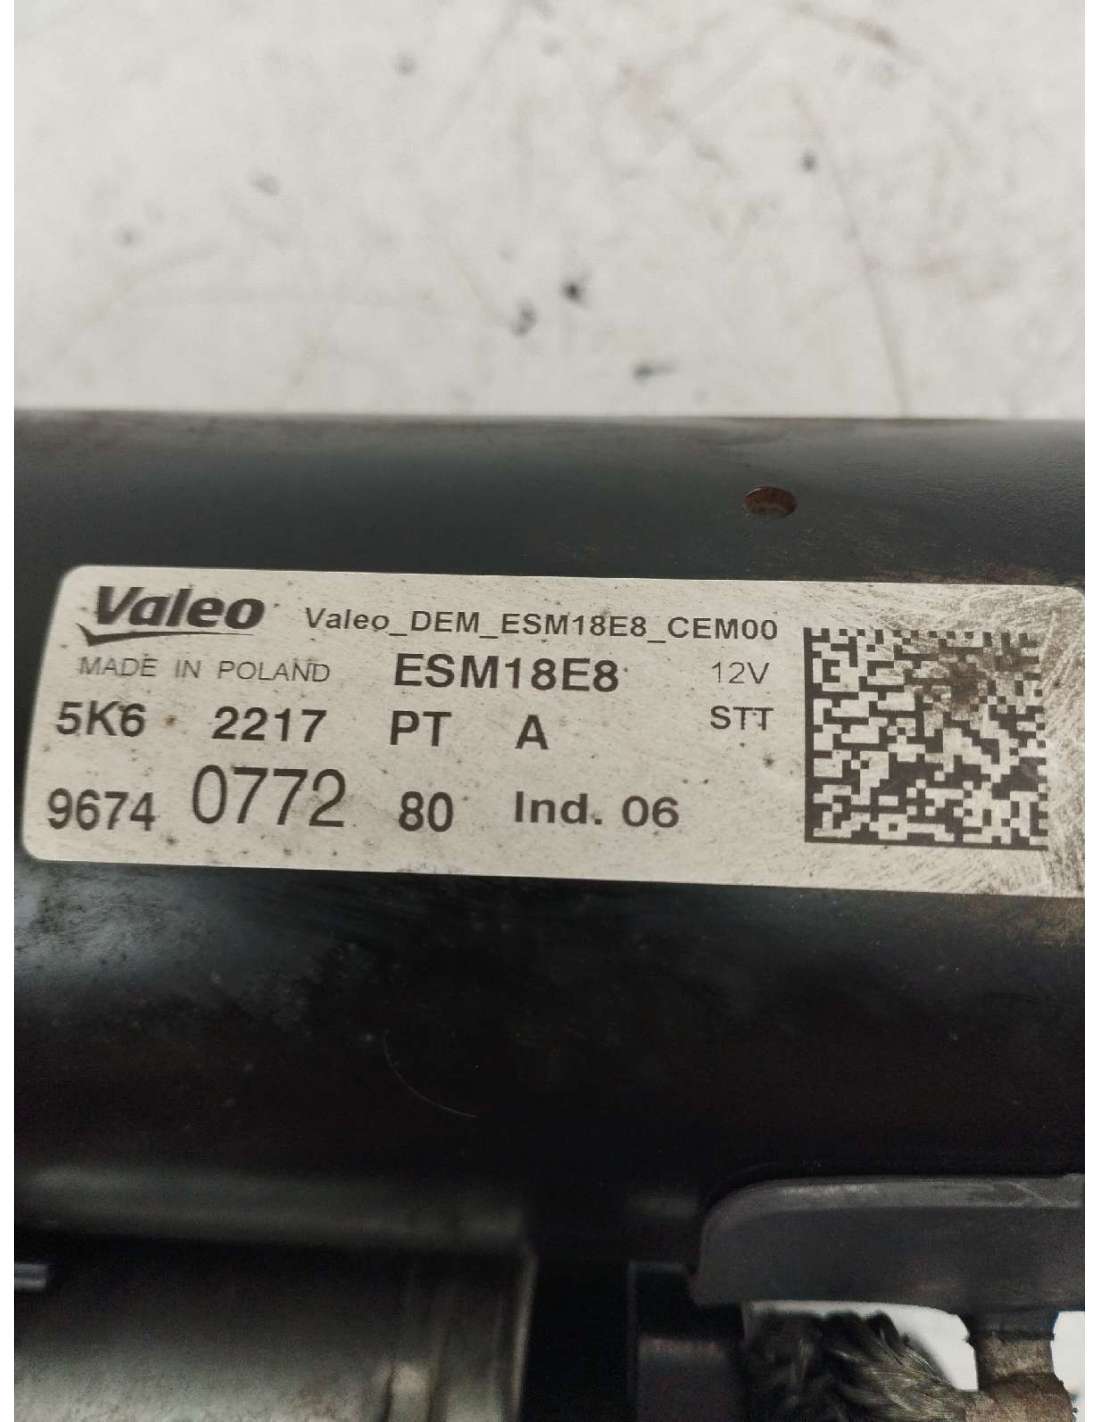 Valeo Valeo_DEM_ESM18E8_CEM00
MADE IN POLAND ESM18E8 12V
5K6 2217 PT A STT
9674 0772 80 Ind. 06